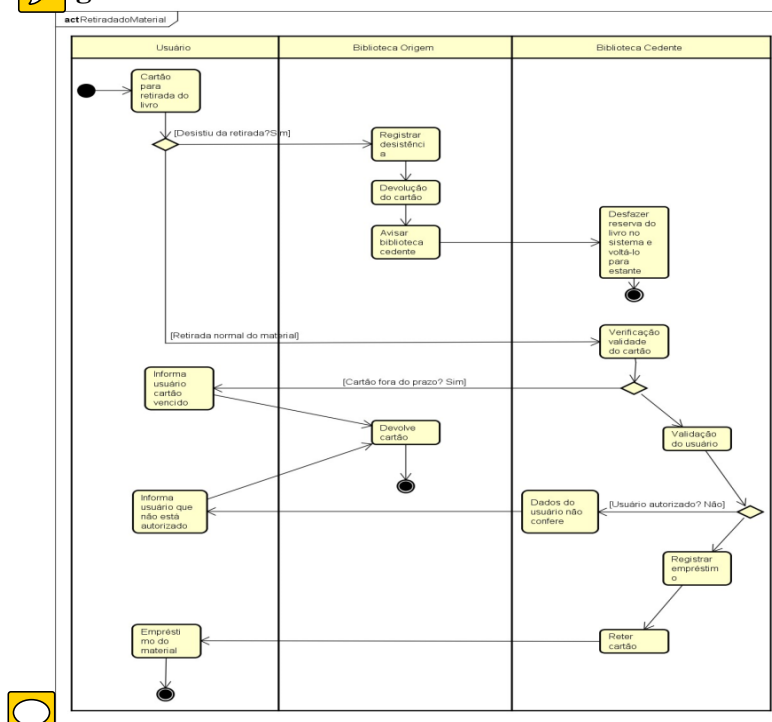 act RetiradadoMaterial
Usuário
Biblioteca Origem
Biblioteca Cedente
Cartão
para
retirada do
livro
[Desistiu da retirada?Sim]
Registrar
desistênci
a
Devolução
do cartão
Avisar
biblioteca
cedente
Desfazer
reserva do
livro no
sistema e
voltá-lo
para
estante
[Retirada normal do material]
Verificação
validade
do cartão
Informa
usuário
cartão
vencido
[Cartão fora do prazo? Sim]
Devolve
cartão
Validação
do usuário
Informa
usuário que
não está
autorizado
Dados do
usuário não
confere
[Usuário autorizado? Não]
Registrar
empréstim
o
Emprésti
mo do
material
Reter
cartão